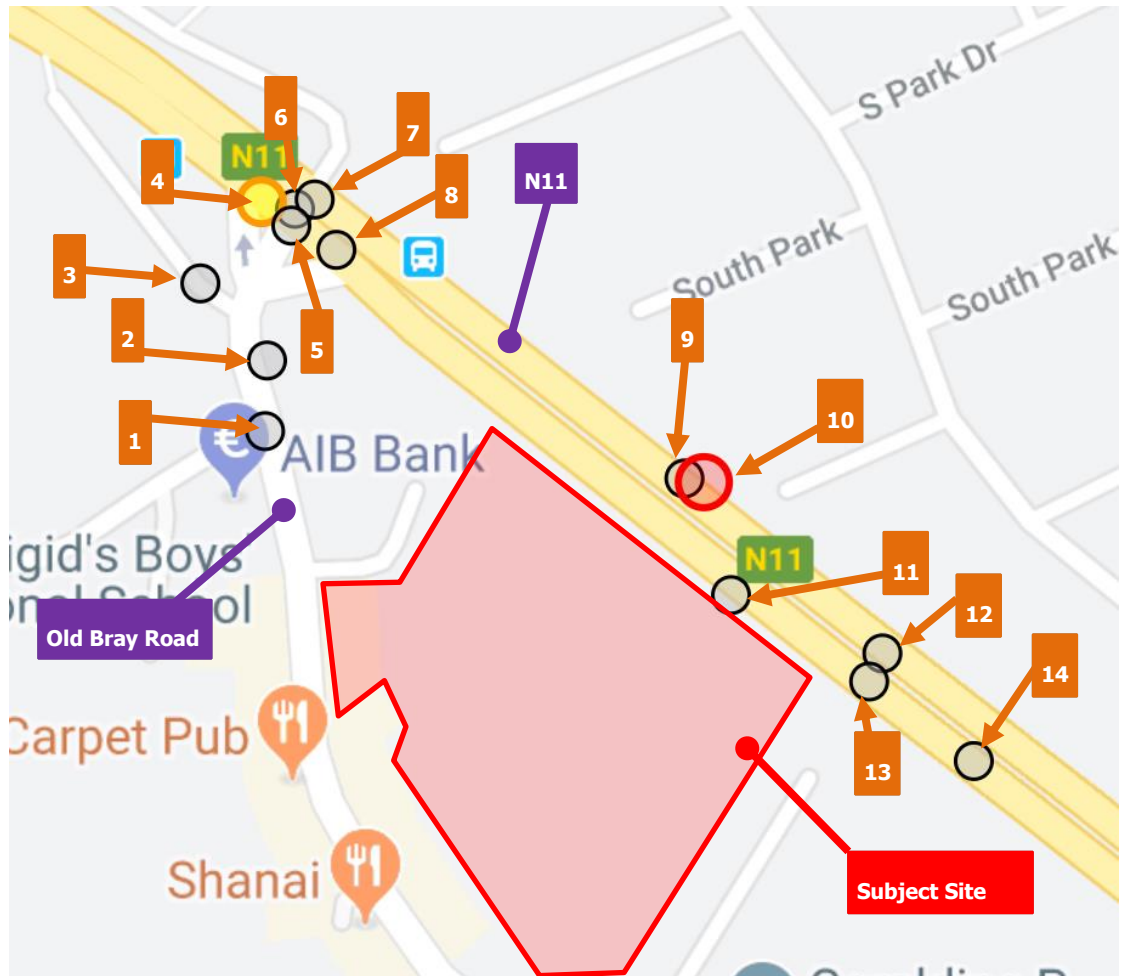 S Park Dr
6
7
N11
4
8
N11
South Park
South Park
3
2
5
9
1
10
AIB Bank
igid's Boys'
onal School
N11
11
12
Old Bray Road
14
Carpet Pub
13
Shanai
Subject Site